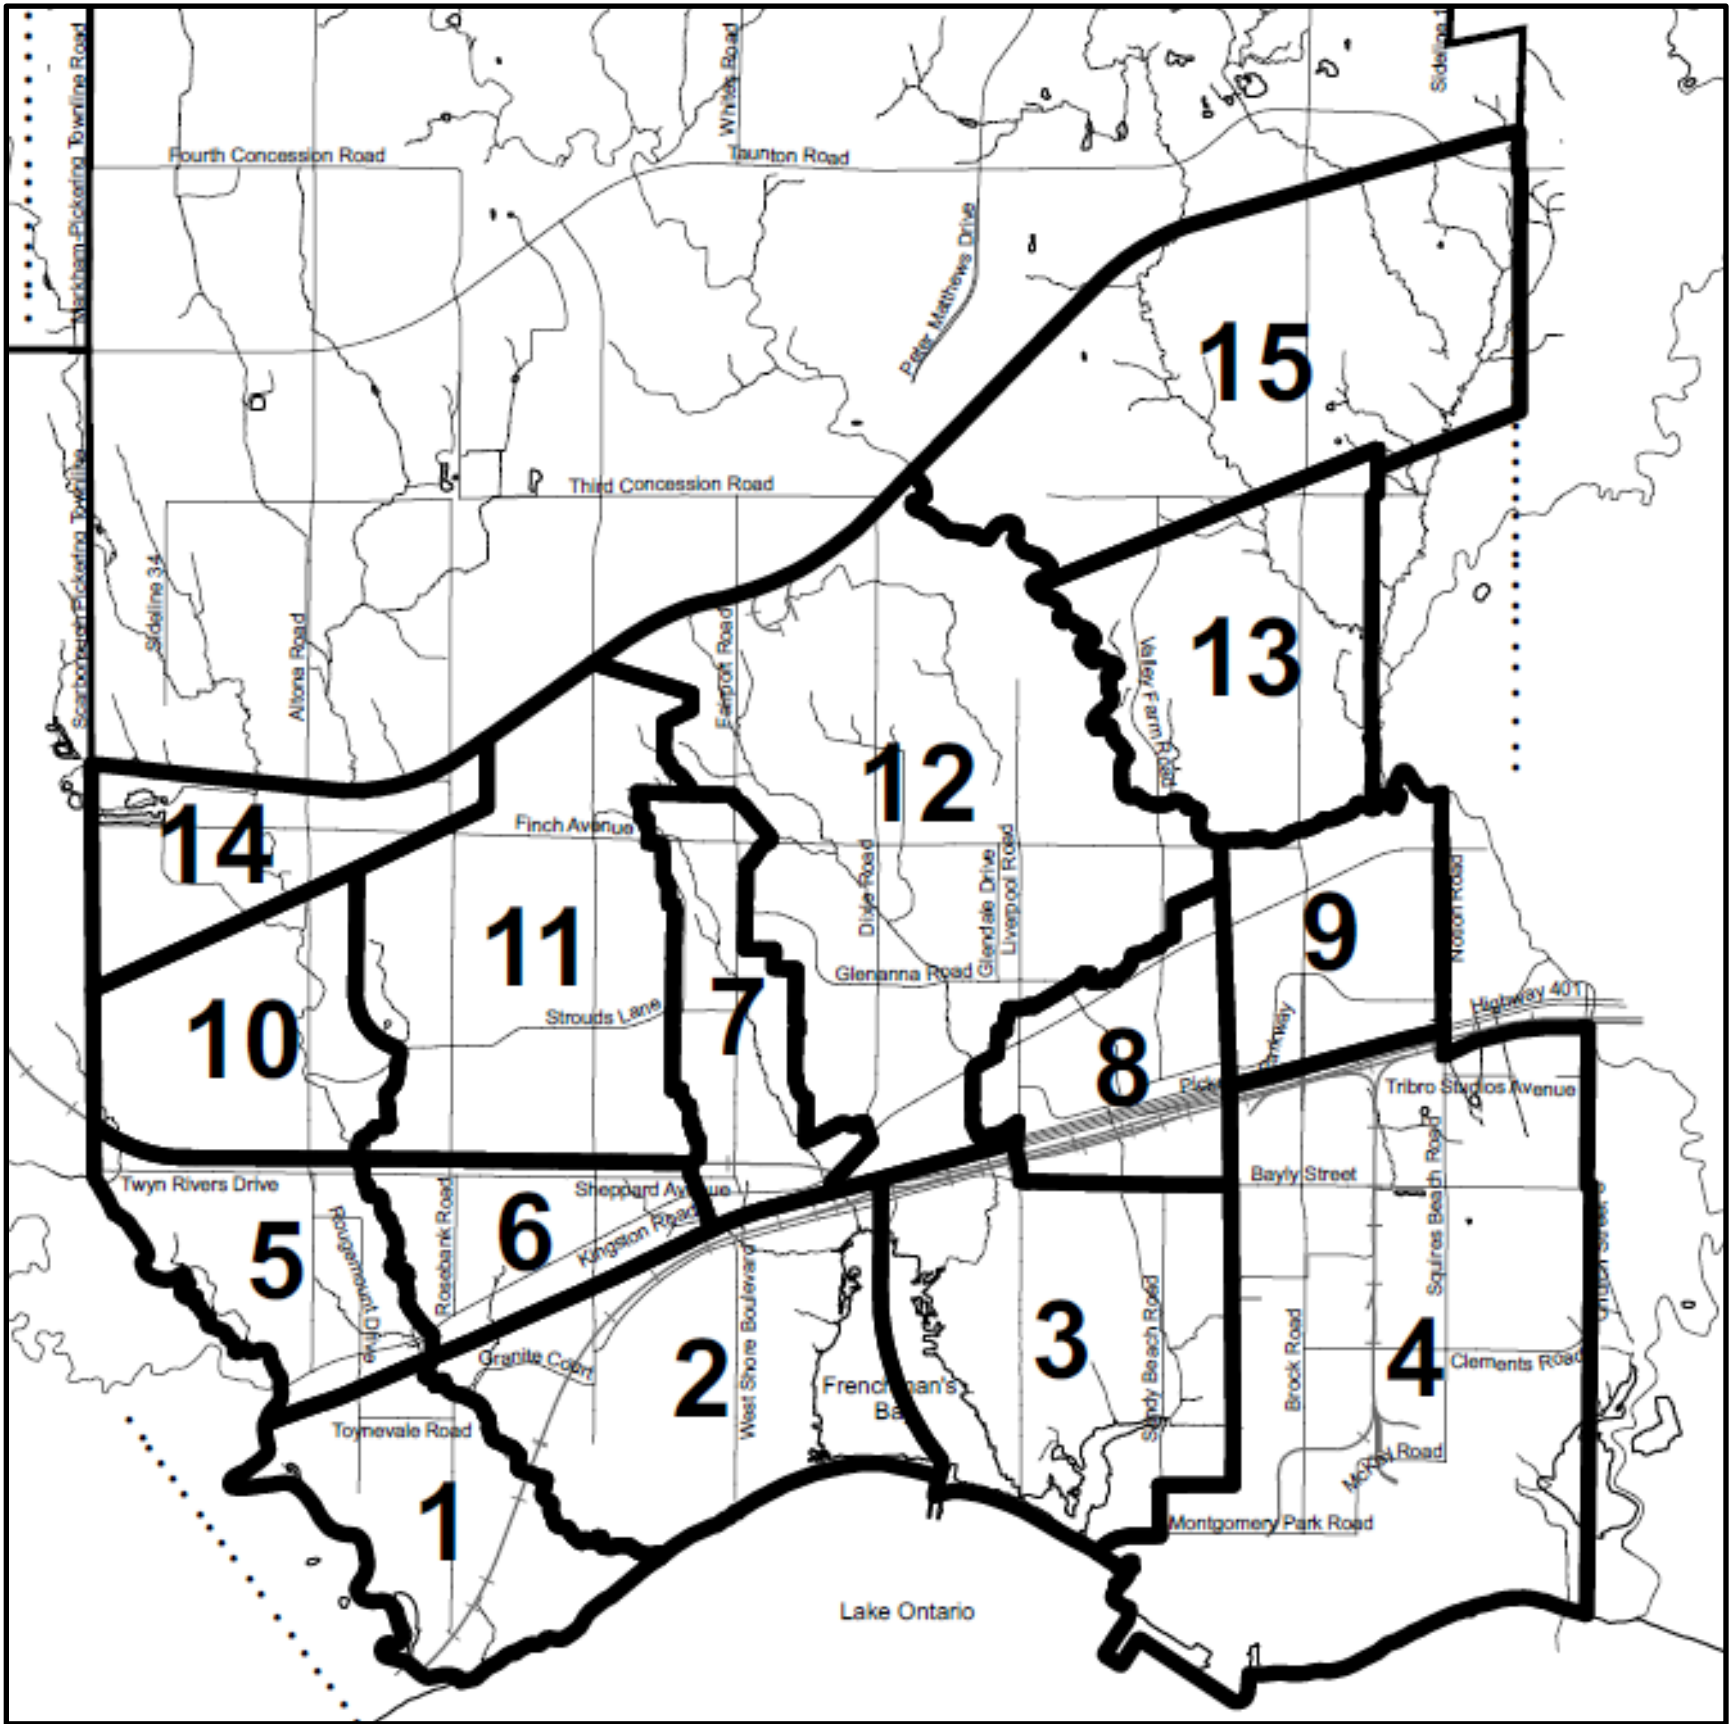 Markham-Pickering Townline Road
Whites Road
Sideline 1
Fourth Concession Road
Taunton Road
Peter Matthews Drive
15
Third Concession Road
Scarborough Pickering Townline
Sideline 34
Altona Road
Fairport Road
Valley Farm Road
13
12
14
Finch Avenue
Dixie Road
Glendale Drive
Liverpool Road
9
Notion Road
11
Glenanna Road
10
Strouds Lane
7
8
Highway 401
Tribro Studios Avenue
Twyn Rivers Drive
Sheppard Avenue
Bayly Street
Squires Beach Road
5
Rougemount Drive
Rosebank Road
6
Kingston Road
West Shore Boulevard
Granite Court
2
Frenchman's
Bay
3
Sandy Beach Road
Brock Road
4
Clements Road
Toynevale Road
McKay Road
1
Montgomery Park Road
Lake Ontario